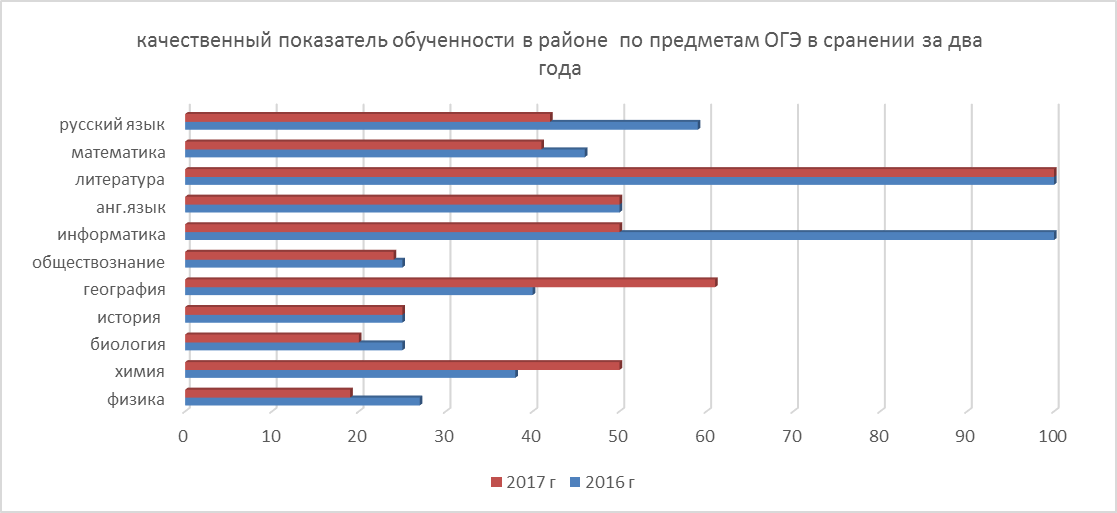 качественный показатель обученности в районе  по предметам ОГЭ в сранении за два
года
русский язык
математика
литература
анг.язык
информатика
обществознание
география
история
биология
химия
физика
0 10 20 30 40 50 60 70 80 90 100
2017 г 2016 г